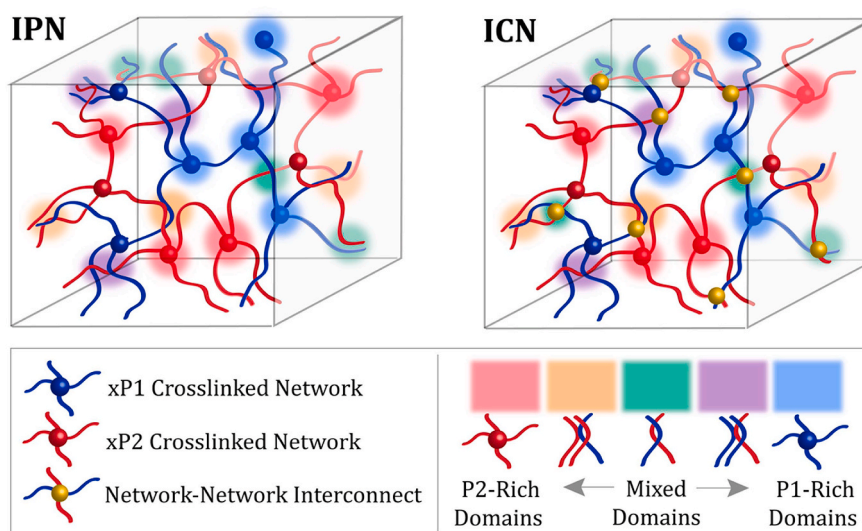 IPN
ICN
xP1 Crosslinked Network
xP2 Crosslinked Network
Network-Network Interconnect
P2-Rich Domains
Mixed Domains
P1-Rich Domains